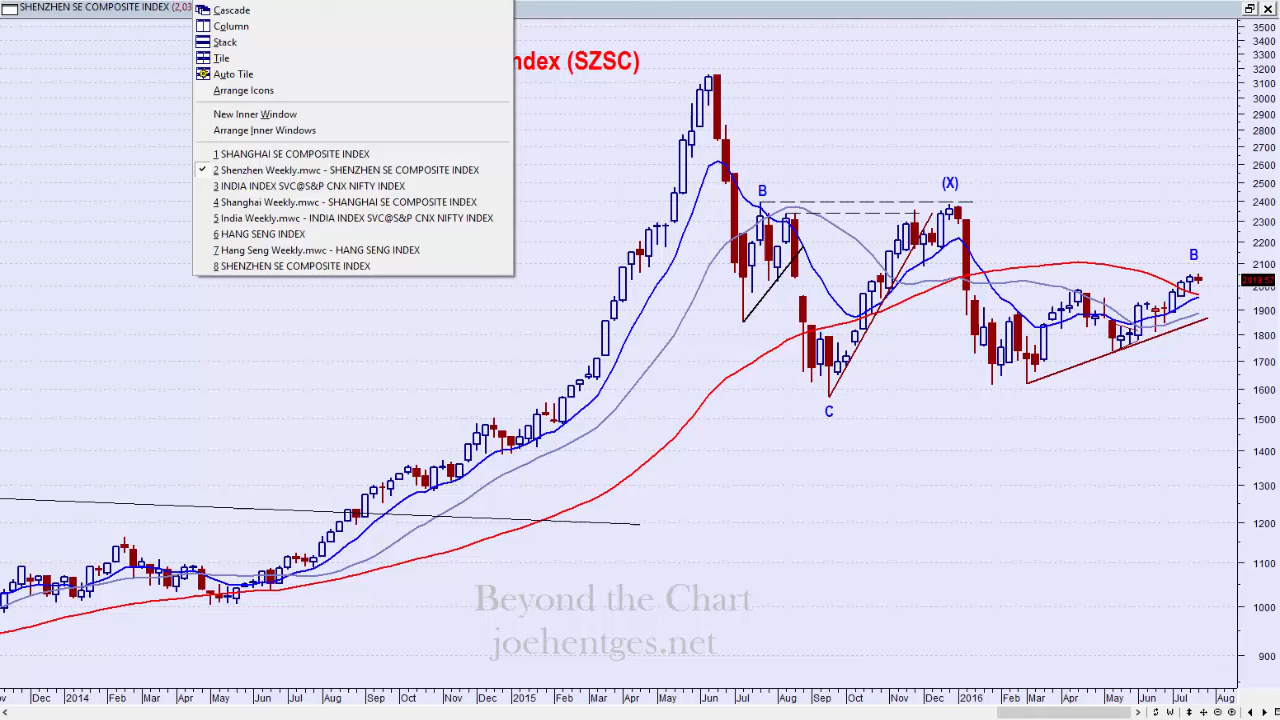 SHENZHEN SE COMPOSITE INDEX (2,03
Cascade
Column
Stack
Tile
Auto Tile
Arrange Icons
New Inner Window
Arrange Inner Windows
1 SHANGHAI SE COMPOSITE INDEX
2 Shenzhen Weekly.mwc - SHENZHEN SE COMPOSITE INDEX
3 INDIA INDEX SVC@S&P CNX NIFTY INDEX
4 Shanghai Weekly.mwc - SHANGHAI SE COMPOSITE INDEX
5 India Weekly.mwc - INDIA INDEX SVC@S&P CNX NIFTY INDEX
6 HANG SENG INDEX
7 Hang Seng Weekly.mwc - HANG SENG INDEX
8 SHENZHEN SE COMPOSITE INDEX
ndex (SZSC)
B
(X)
B
C
3500
3400
3300
3200
3100
3000
2900
2800
2700
2600
2500
2400
2300
2200
2100
2000
1900
1800
1700
1600
1500
1400
1300
1200
1100
1000
900
Beyond the Chart
joehentges.net
Dec 2014 Feb Mar Apr May Jun Jul Aug Sep Oct Nov Dec 2015 Feb Mar Apr May Jun Jul Aug Sep Oct Nov Dec 2016 Feb Mar Apr May Jun Jul Aug